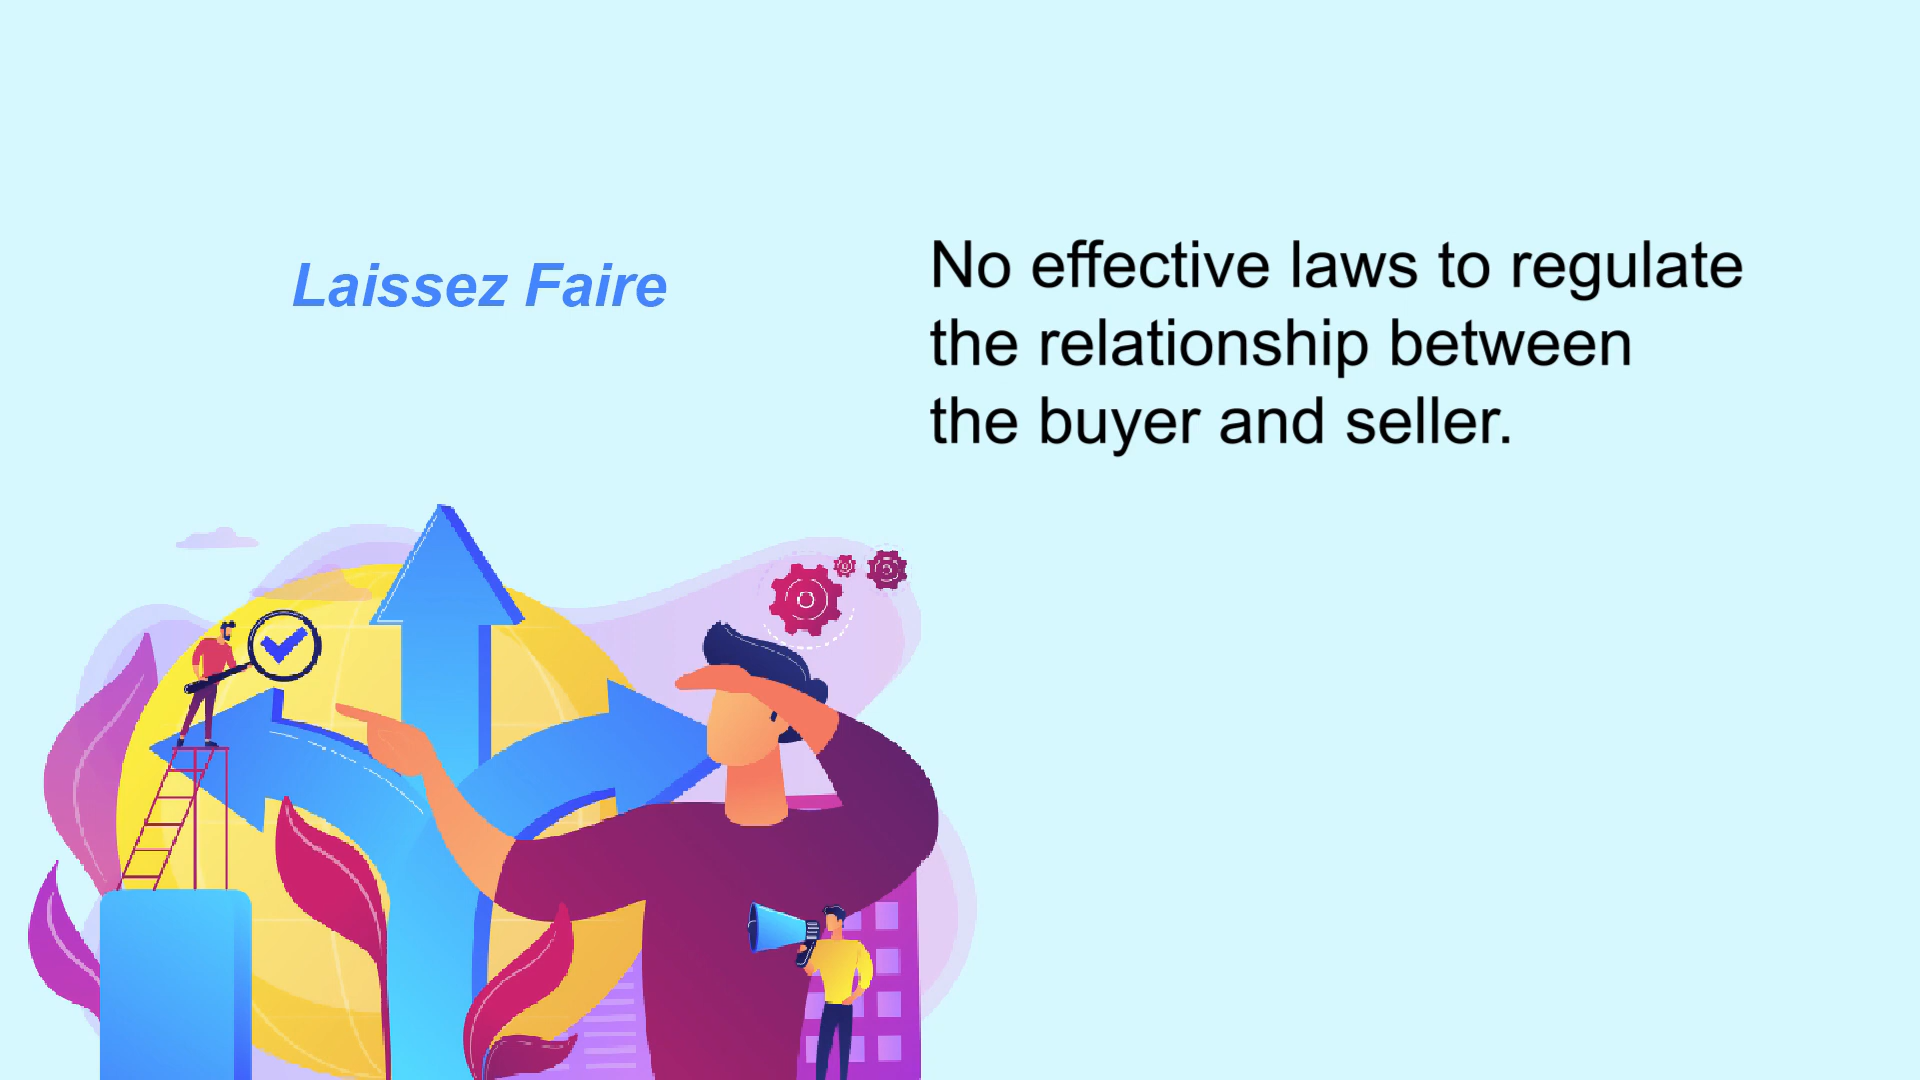 Laissez Faire
No effective laws to regulate
the relationship between
the buyer and seller.